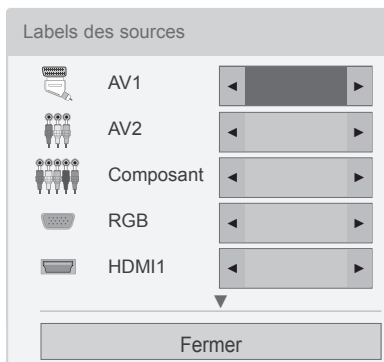 Labels des sources
AV1
AV2
Composant
RGB
HDMI1
Fermer